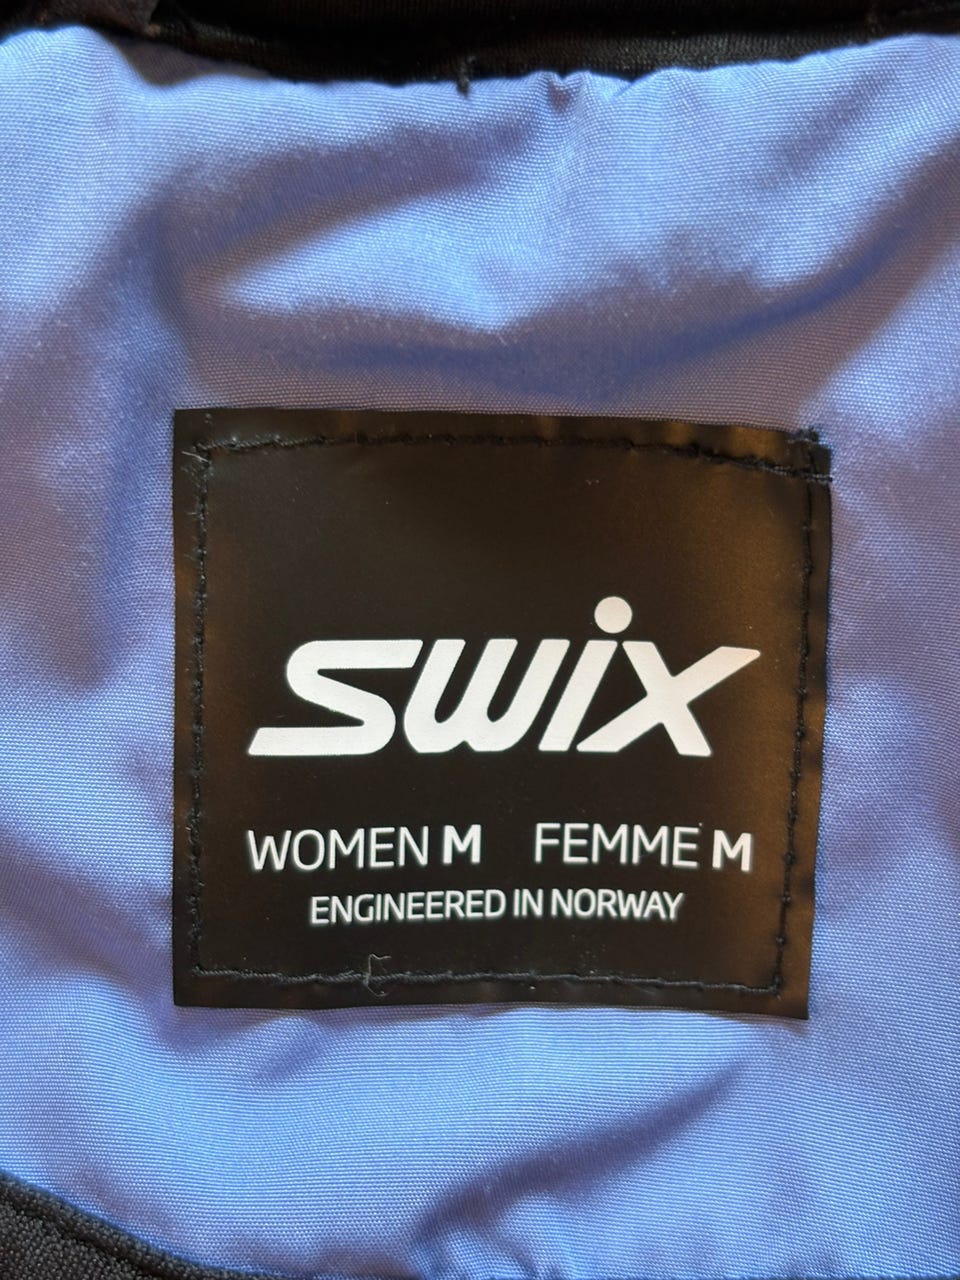 swix
WOMEN M FEMME M
ENGINEERED IN NORWAY